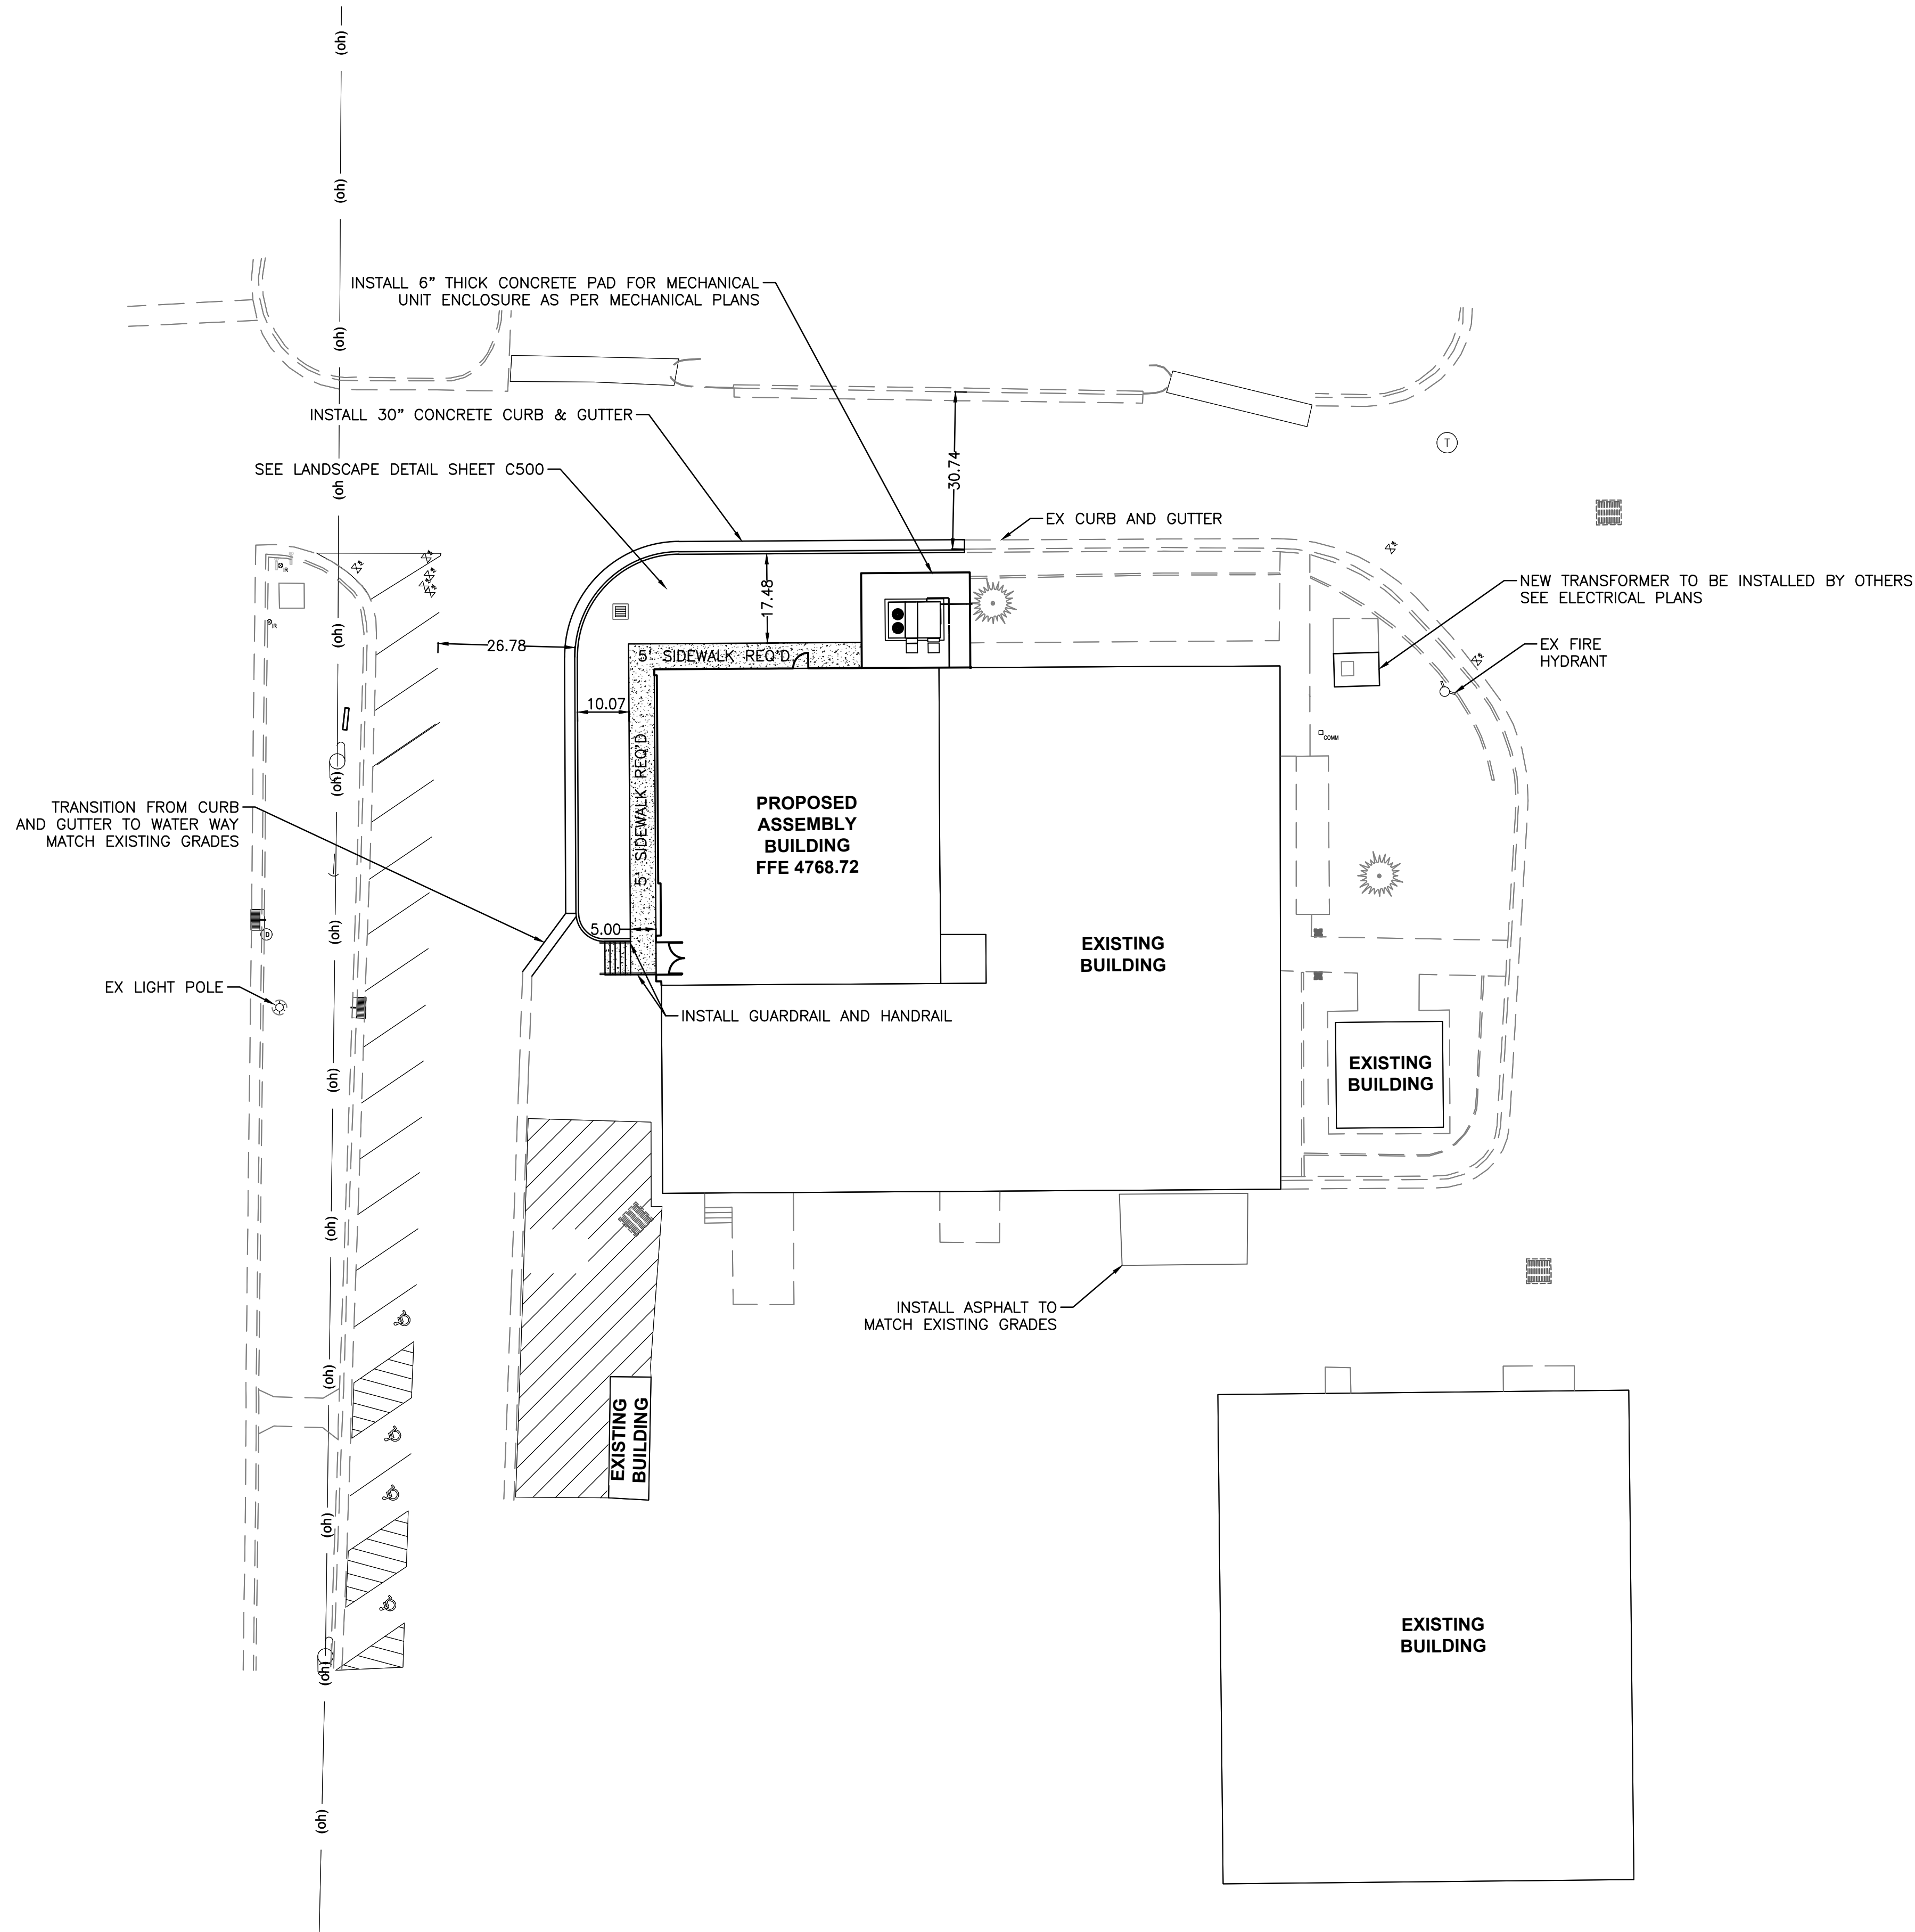 (oh)
(oh)
INSTALL 6" THICK CONCRETE PAD FOR MECHANICAL
UNIT ENCLOSURE AS PER MECHANICAL PLANS
(oh)
INSTALL 30" CONCRETE CURB & GUTTER
T
SEE LANDSCAPE DETAIL SHEET C500
(oh
30.74
EX CURB AND GUTTER
IR
17.48
NEW TRANSFORMER TO BE INSTALLED BY OTHERS
SEE ELECTRICAL PLANS
IR
(oh)
26.78
5' SIDEWALK REQ'D
EX FIRE
HYDRANT
10.07
COMM
5' SIDEWALK REQ'D
(oh)
TRANSITION FROM CURB
AND GUTTER TO WATER WAY
MATCH EXISTING GRADES
PROPOSED
ASSEMBLY
BUILDING
FFE 4768.72
D
(oh)
5.00
EXISTING
BUILDING
EX LIGHT POLE
INSTALL GUARDRAIL AND HANDRAIL
(oh)
EXISTING
BUILDING
(oh)
INSTALL ASPHALT TO
MATCH EXISTING GRADES
(oh)
EXISTING
BUILDING
(oh)
EXISTING
BUILDING
(oh)
(oh)